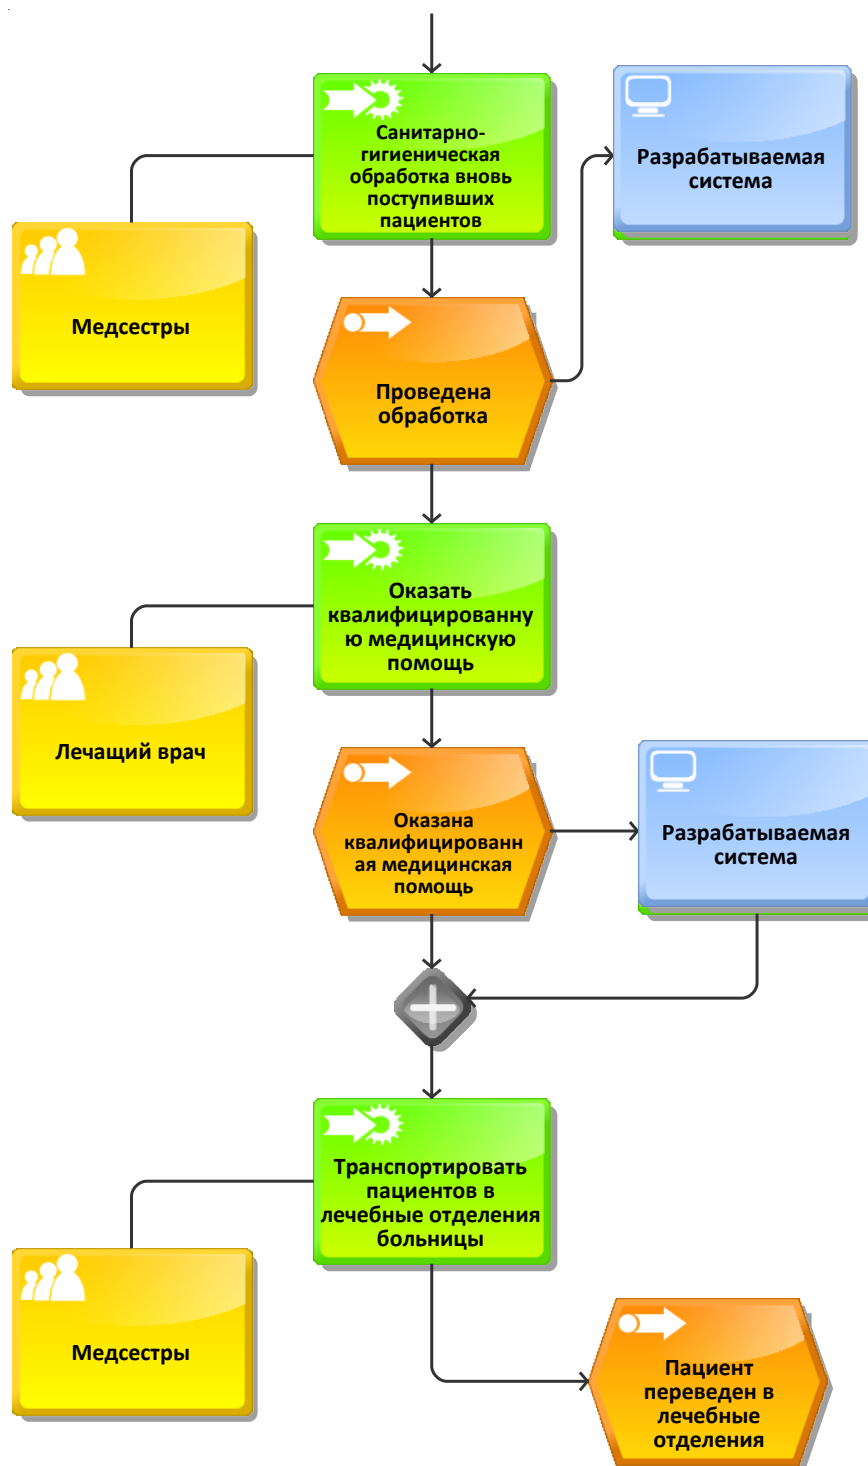 Санитарно-
гигиеническая
обработка вновь
поступивших
пациентов
Разрабатываемая
система
Медсестры
Проведена
обработка
Оказать
квалифицированну
ю медицинскую
помощь
Лечащий врач
Оказана
квалифицированн
ая медицинская
помощь
Разрабатываемая
система
Транспортировать
пациентов в
лечебные отделения
больницы
Медсестры
Пациент
переведен в
лечебные
отделения